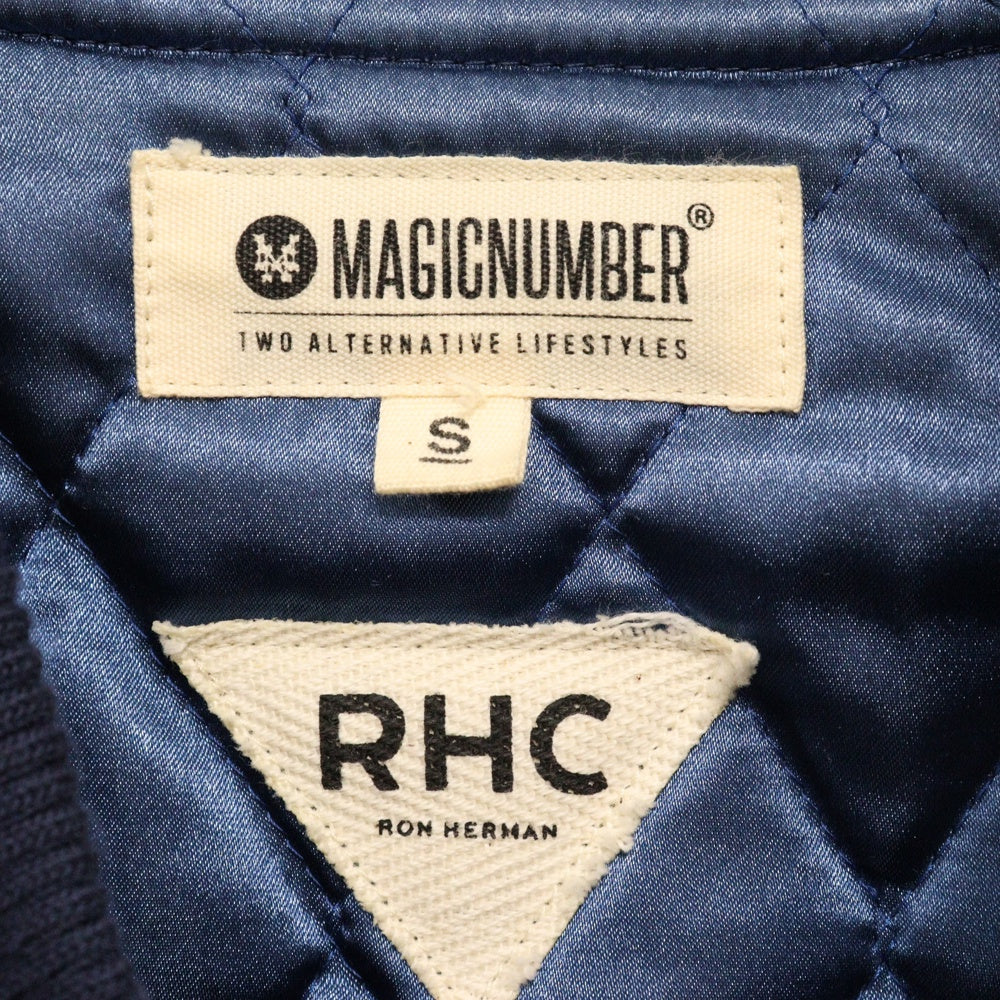 MAGICNUMBER®
TWO ALTERNATIVE LIFESTYLES
S
RHC
RON HERMAN